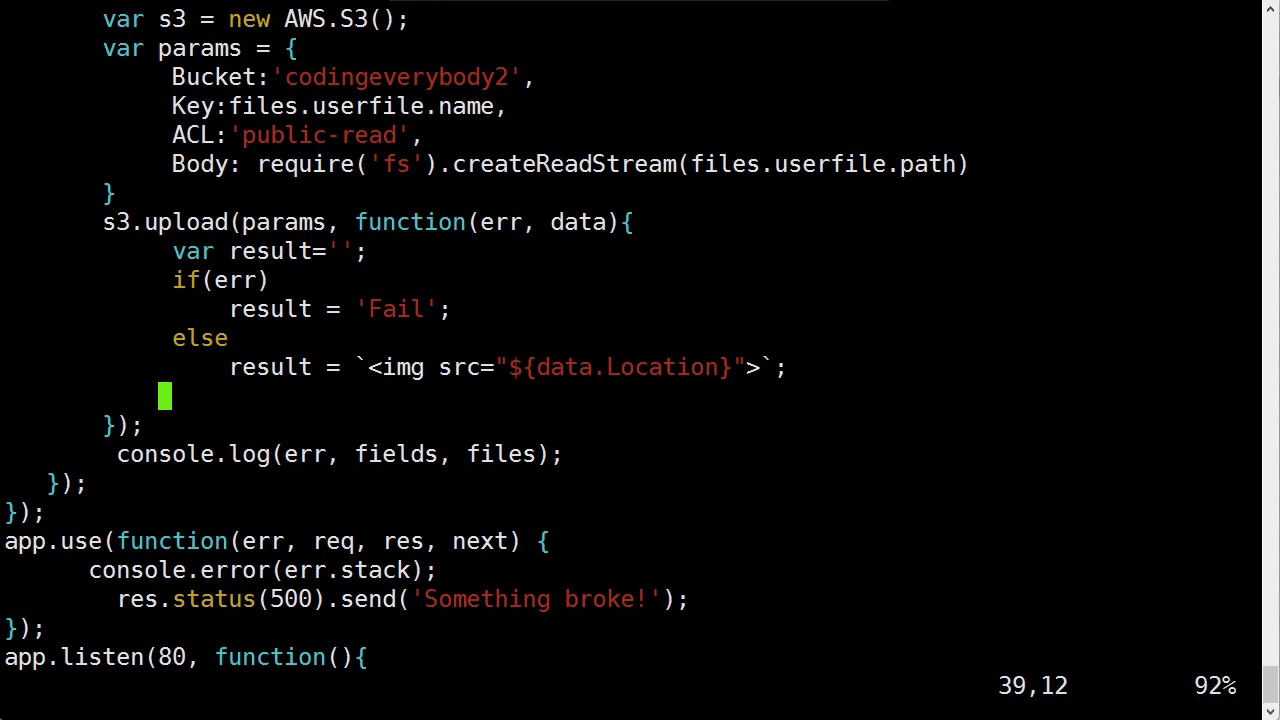 var s3 = new AWS.S3();
var params = {
Bucket:'codingeverybody2',
Key:files.userfile.name,
ACL:'public-read',
Body: require('fs').createReadStream(files.userfile.path)
}
s3.upload(params, function(err, data){
var result='';
if(err)
result = 'Fail';
else
result = `<img src="${data.Location}">`;
});
console.log(err, fields, files);
});
});
app.use(function(err, req, res, next) {
console.error(err.stack);
res.status(500).send('Something broke!');
});
app.listen(80, function(){
39,12 92%